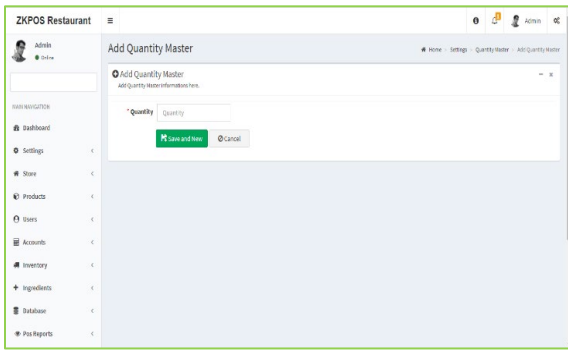 ZKPOS Restaurant
Admin
Admin
Online
MAIN NAVIGATION
Dashboard
Settings
Store
Products
Users
Accounts
Inventory
Ingredients
Database
Pos Reports
Add Quantity Master
Home > Settings > Quantity Master > Add Quantity Master
Add Quantity Master
Add Quantity Master Informations here.
* Quantity
Quantity
Save and New
Cancel